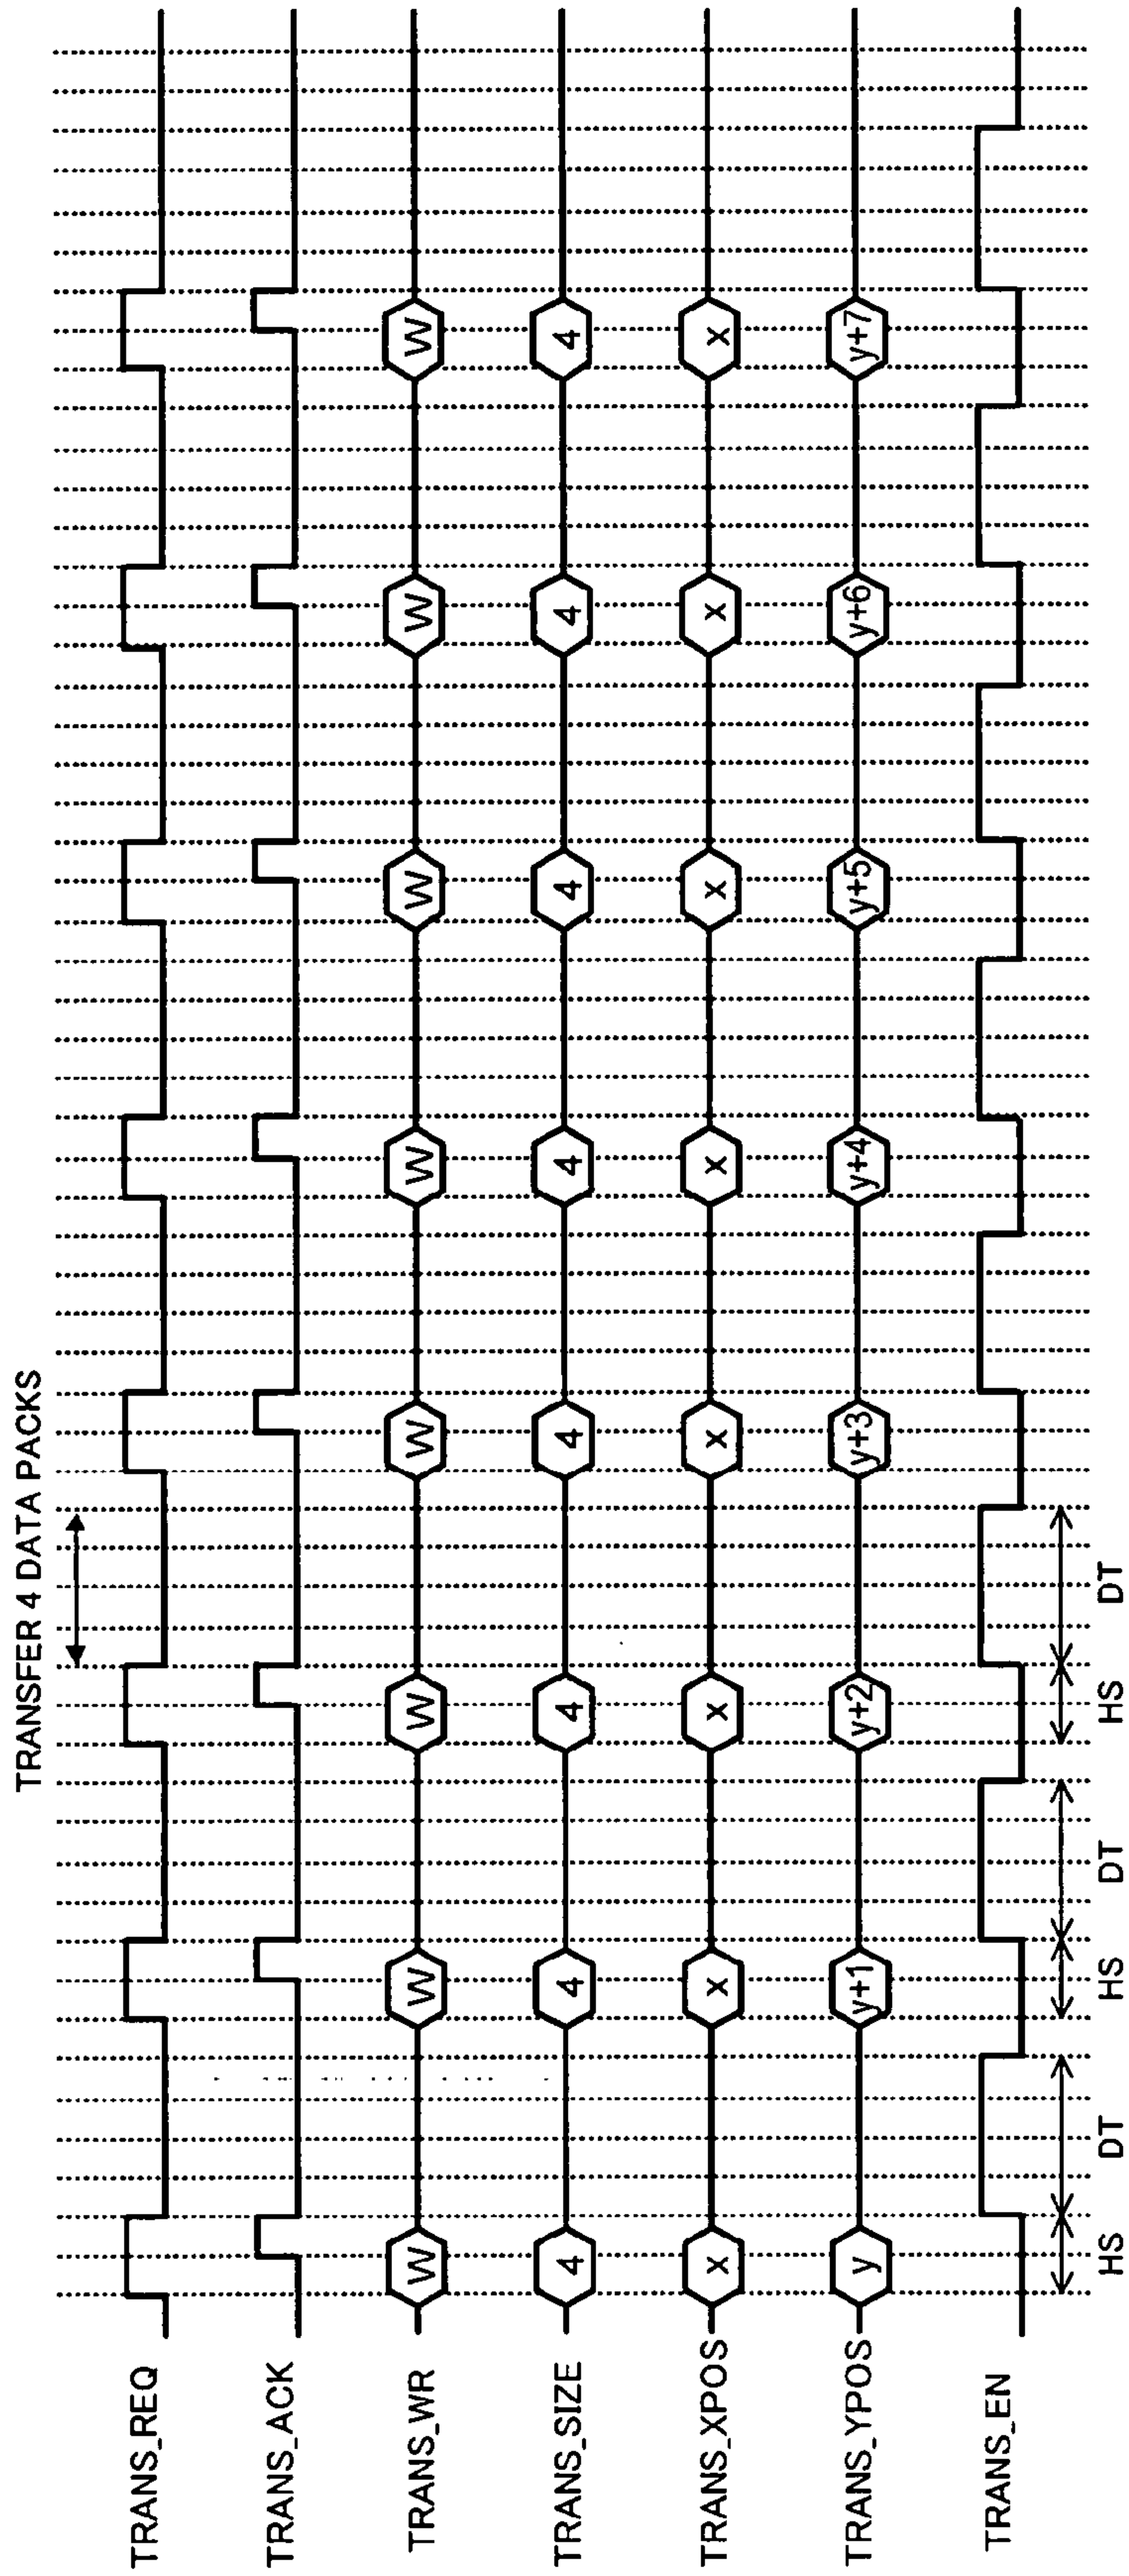 TRANSFER 4 DATA PACKS
TRANS_REQ
TRANS_ACK
TRANS_WR W W W W W W W W
TRANS_SIZE 4 4 4 4 4 4 4 4
TRANS_XPOS x x x x x x x x
TRANS_YPOS y y+1 y+2 y+3 y+4 y+5 y+6 y+7
TRANS_EN
HS DT HS DT HS DT